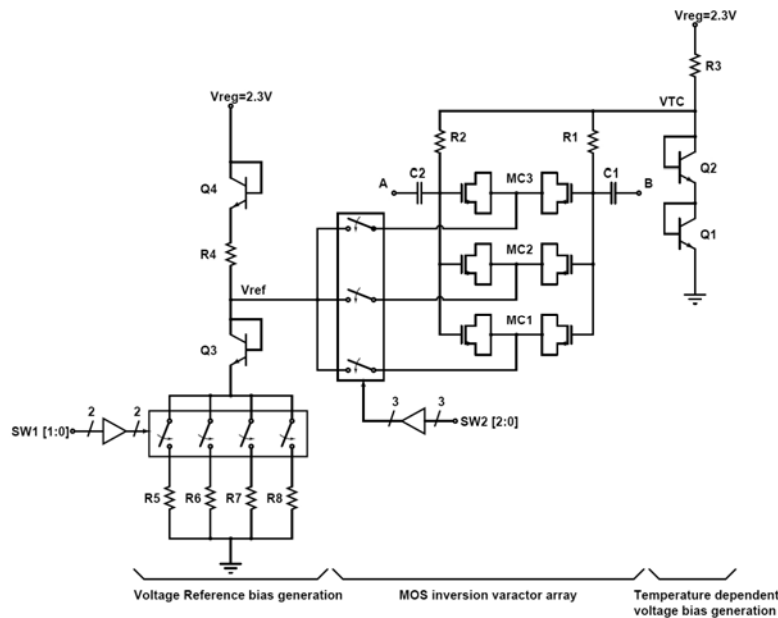 Vreg=2.3V
R3
Vreg=2.3V
VTC
R2
R1
Q2
Q4
A
C2
MC3
C1
B
Q1
R4
Vref
MC2
Q3
MC1
SW1 [1:0]
2
2
3
3
SW2 [2:0]
R5
R6
R7
R8
Voltage Reference bias generation
MOS inversion varactor array
Temperature dependent
voltage bias generation